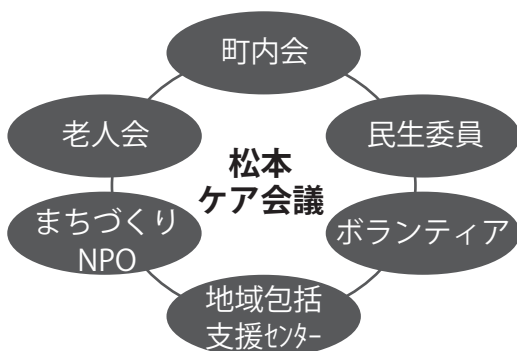 町内会
老人会
民生委員
松本
ケア会議
まちづくり
NPO
ボランティア
地域包括
支援ｾﾝﾀｰ